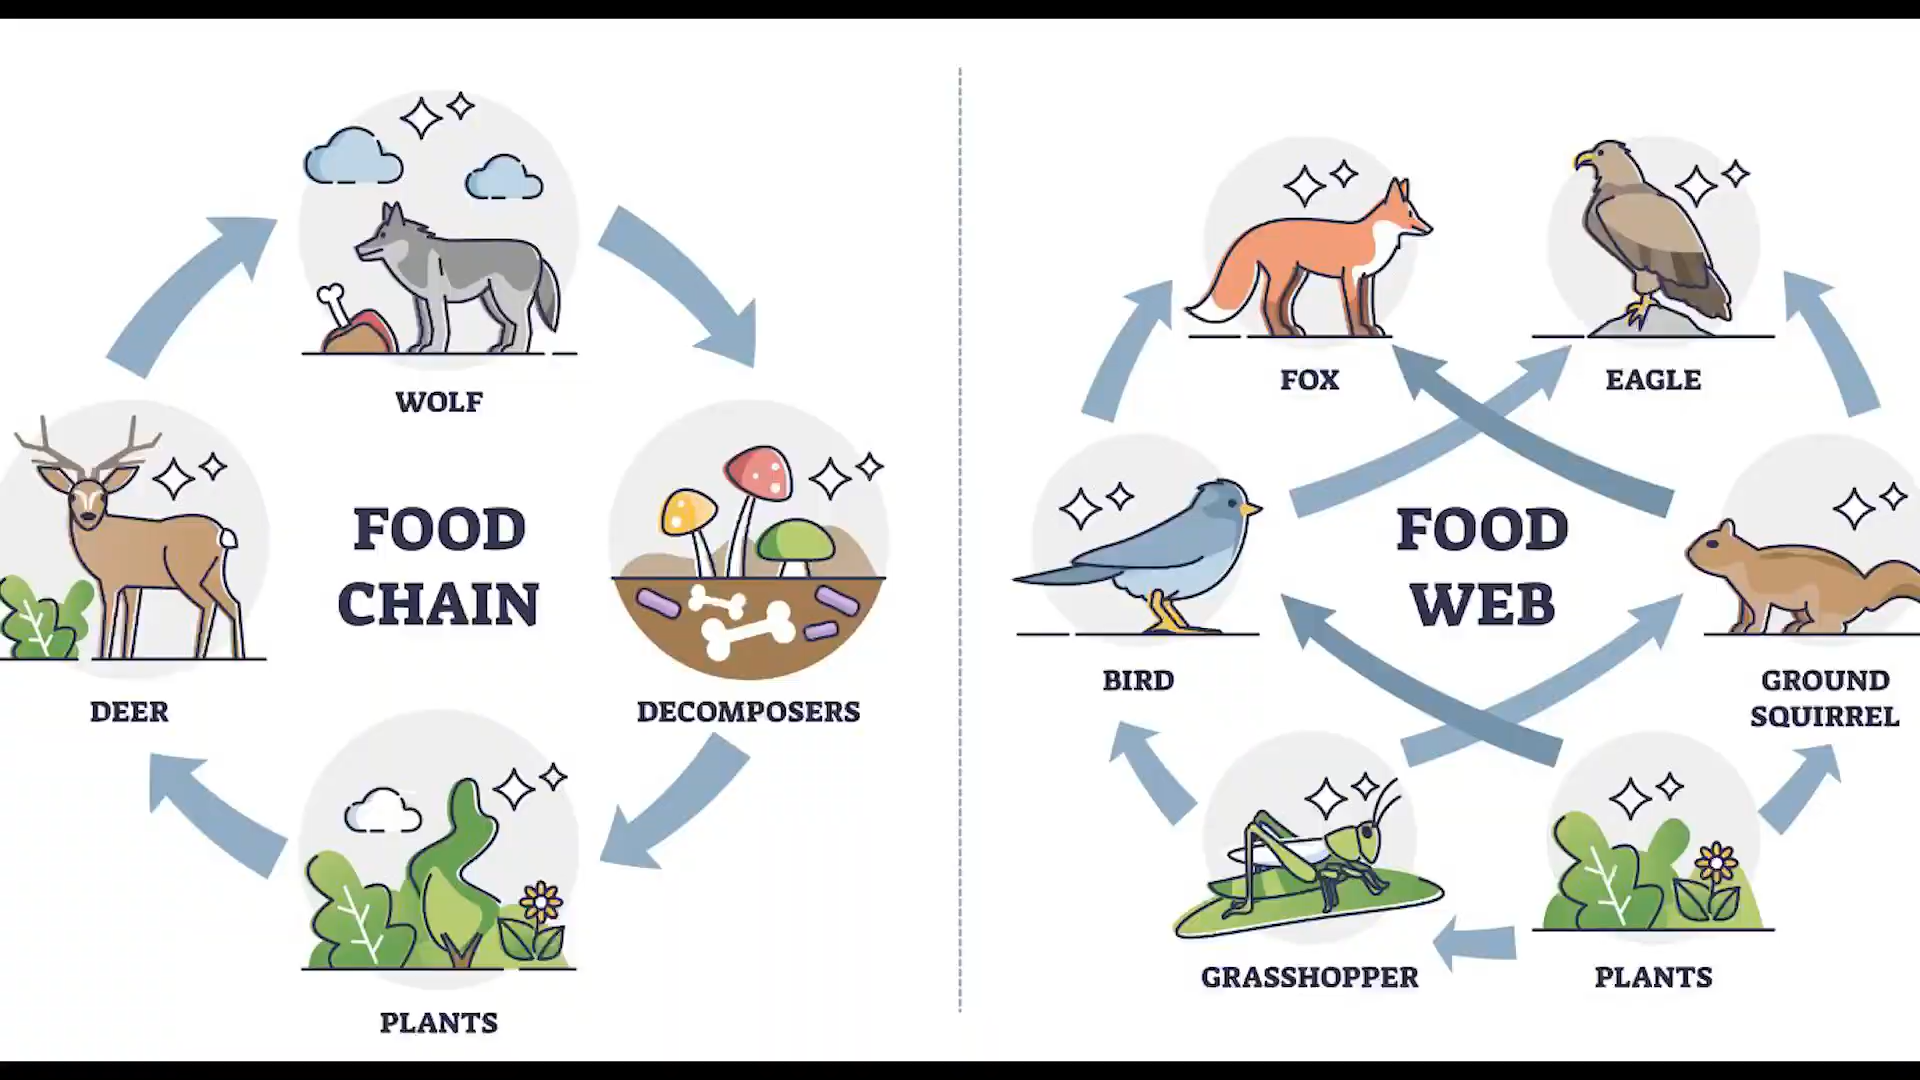 WOLF
DEER
FOOD
CHAIN
DECOMPOSERS
PLANTS
FOX
EAGLE
BIRD
FOOD
WEB
GROUND
SQUIRREL
GRASSHOPPER
PLANTS